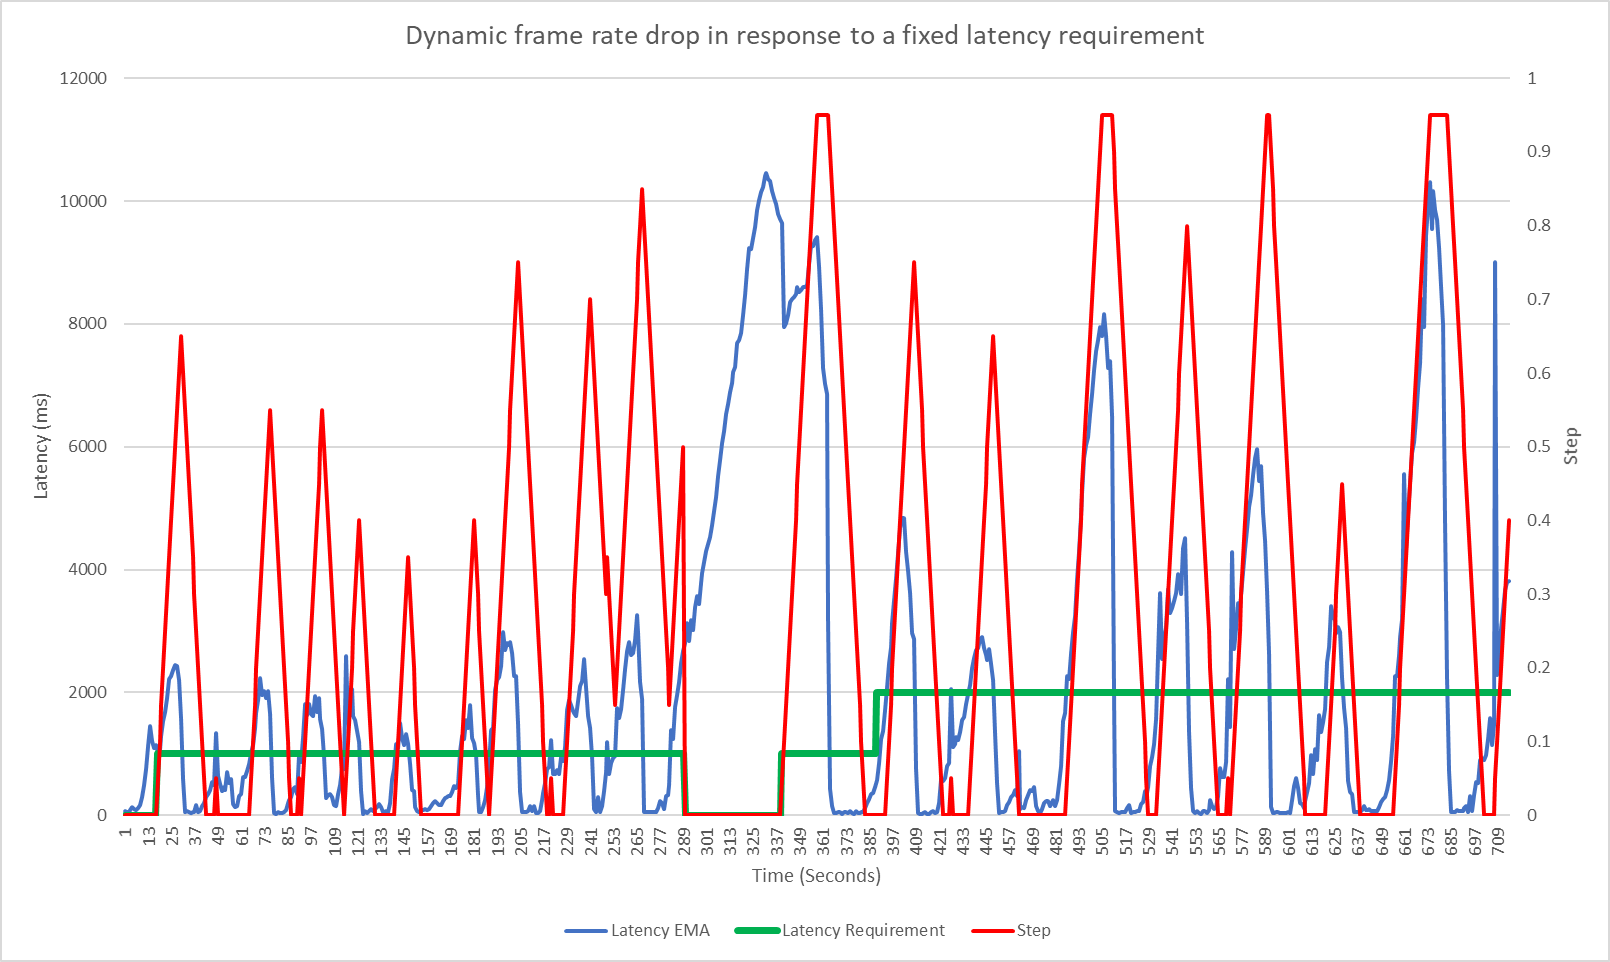 Dynamic frame rate drop in response to a fixed latency requirement
12000 1
10000 0.9
8000 0.8
6000 0.7
4000 0.6
2000 0.5
0 0.4
0.3
0.2
0.1
0
Latency (ms)
Step
1 13 25 37 49 61 73 85 97 109 121 133 145 157 169 181 193 205 217 229 241 253 265 277 289 301 313 325 337 349 361 373 385 397 409 421 433 445 457 469 481 493 505 517 529 541 553 565 577 589 601 613 625 637 649 661 673 685 697 709
Time (Seconds)
Latency EMA Latency Requirement Step